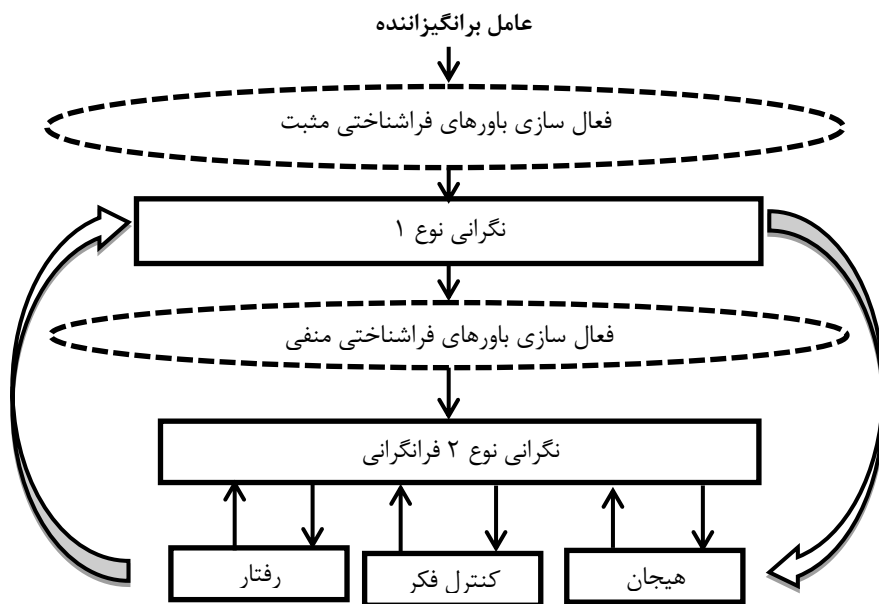 عامل برانگیزاننده
فعال سازی باورهای فراشناختی مثبت
نگرانی نوع ۱
فعال سازی باورهای فراشناختی منفی
نگرانی نوع ۲ فرانگرانی
هیجان
کنترل فکر
رفتار